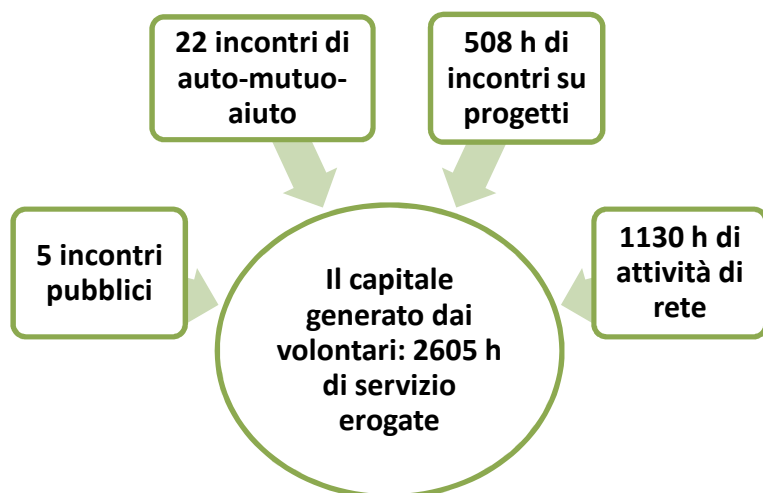 22 incontri di
auto-mutuo-
aiuto
508 h di
incontri su
progetti
5 incontri
pubblici
1130 h di
attività di
rete
Il capitale
generato dai
volontari: 2605 h
di servizio
erogate